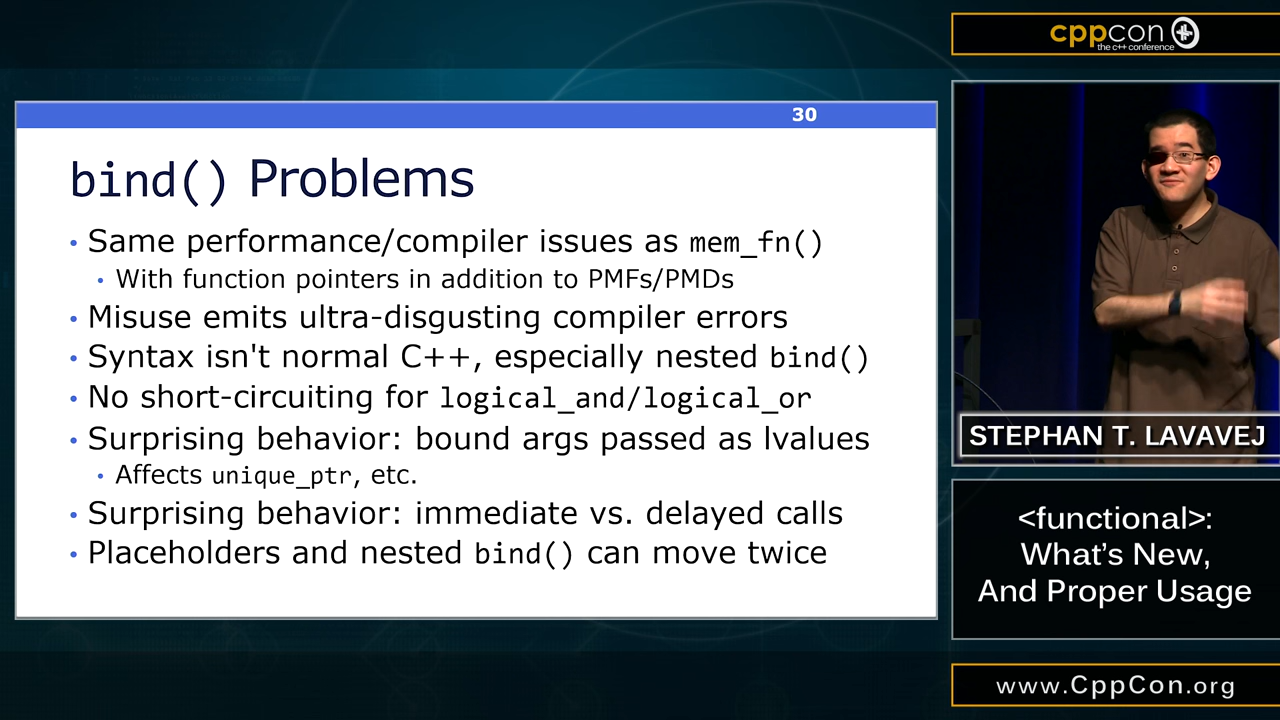 cppcon
the c++ conference
30
bind() Problems
• Same performance/compiler issues as mem_fn()
• With function pointers in addition to PMFs/PMDs
• Misuse emits ultra-disgusting compiler errors
• Syntax isn't normal C++, especially nested bind()
• No short-circuiting for logical_and/logical_or
• Surprising behavior: bound args passed as lvalues
• Affects unique_ptr, etc.
• Surprising behavior: immediate vs. delayed calls
• Placeholders and nested bind() can move twice
STEPHAN T. LAVAVEJ
<functional>:
What's New,
And Proper Usage
www.CppCon.org